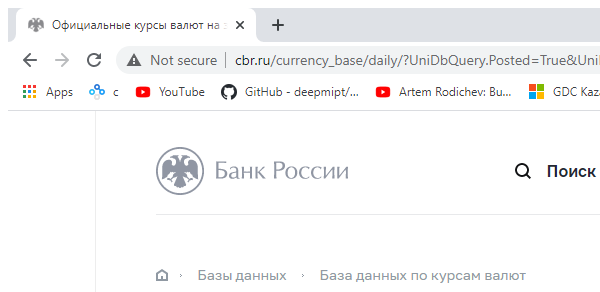 Официальные курсы валют на з
Not secure | cbr.ru/currency_base/daily/?UniDbQuery.Posted=True&Uni
Apps с YouTube GitHub - deepmipt/... Artem Rodichev: Bu... GDC Kaza
Банк России Поиск
Базы данных База данных по курсам валют